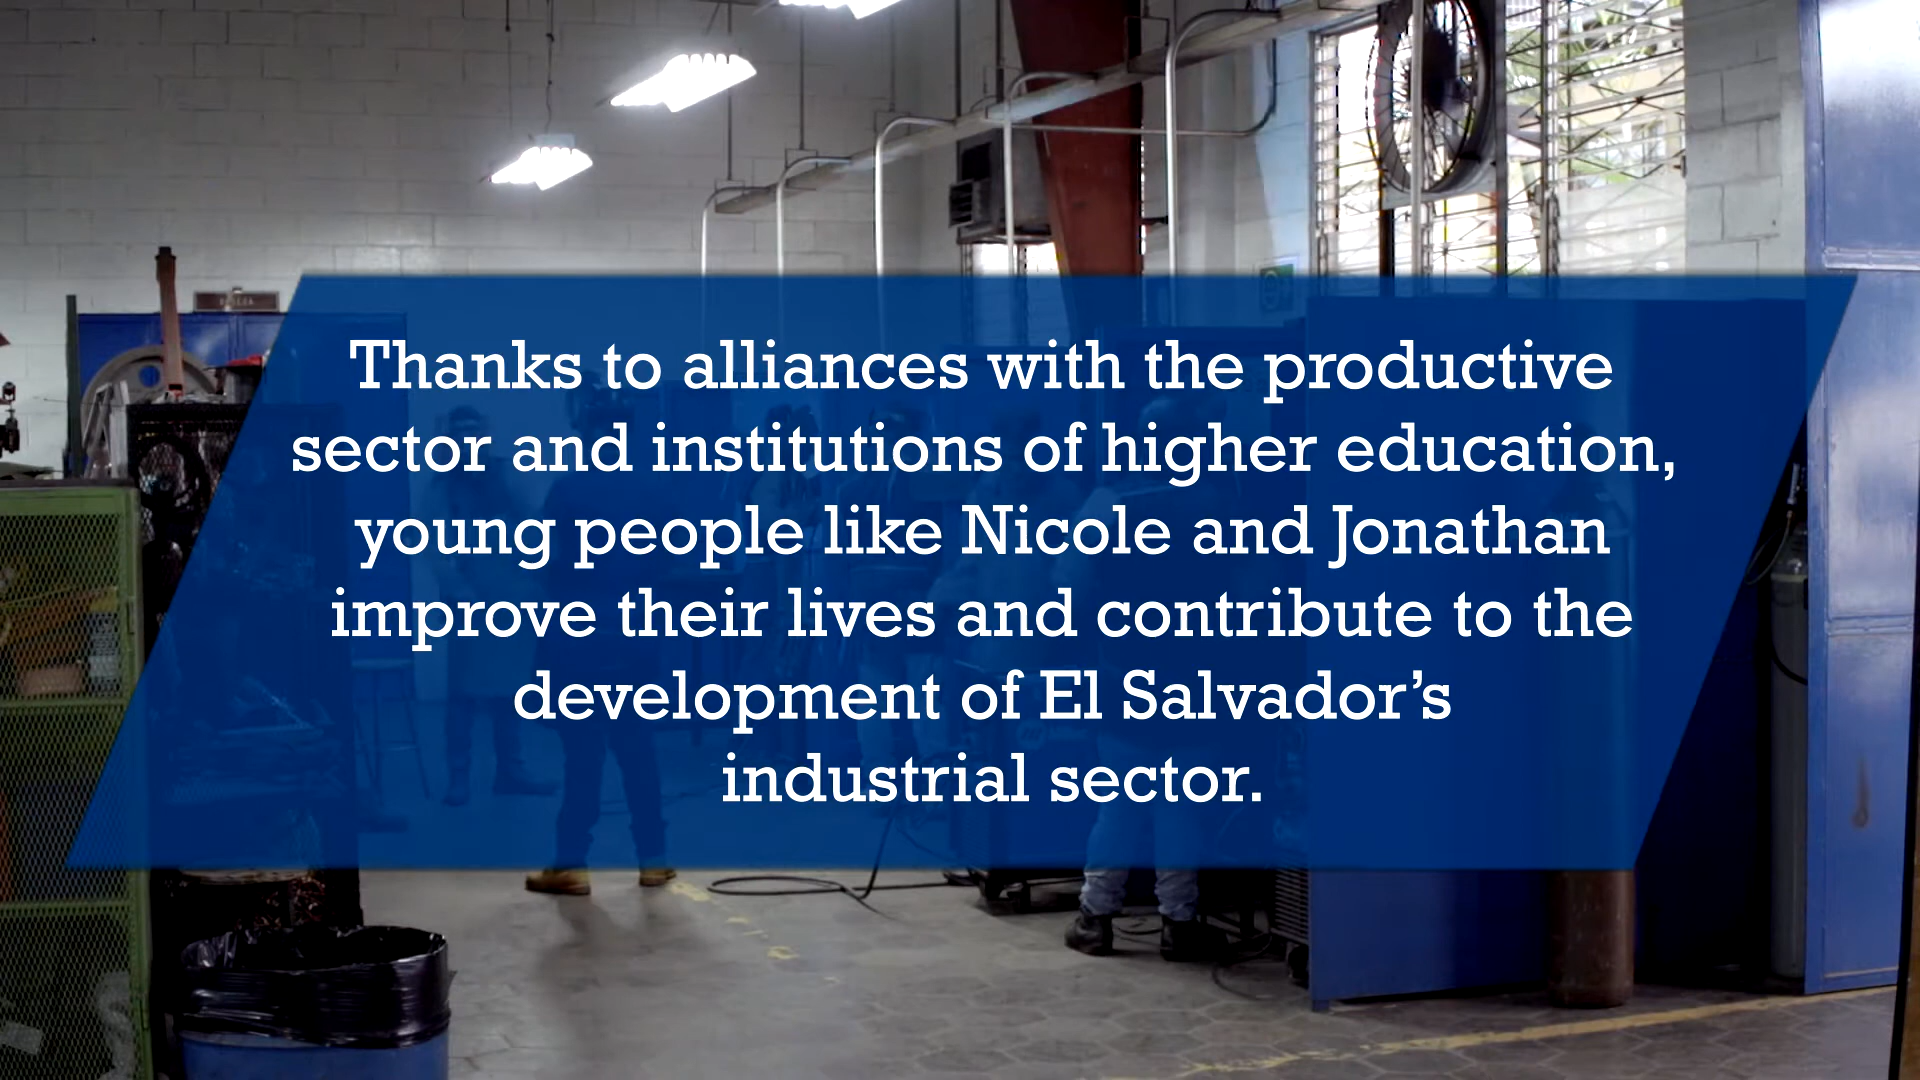 Thanks to alliances with the productive
sector and institutions of higher education,
young people like Nicole and Jonathan
improve their lives and contribute to the
development of El Salvador’s
industrial sector.